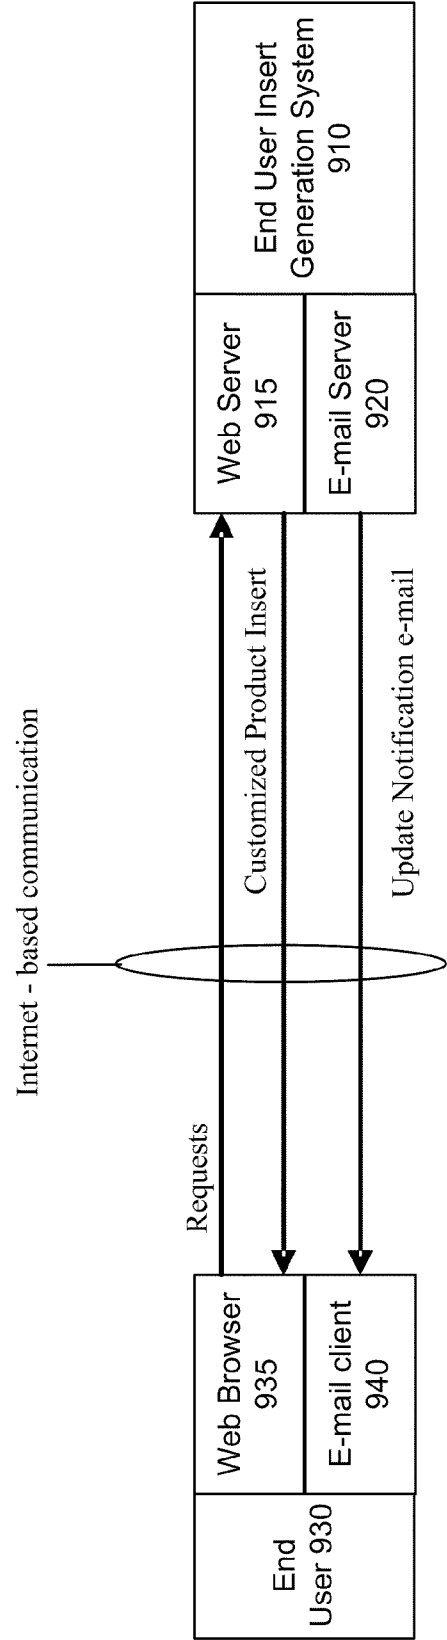 Internet - based communication
End
User 930
Web Browser
935
E-mail client
940
Requests
Customized Product Insert
Update Notification e-mail
Web Server
915
E-mail Server
920
End User Insert
Generation System
910